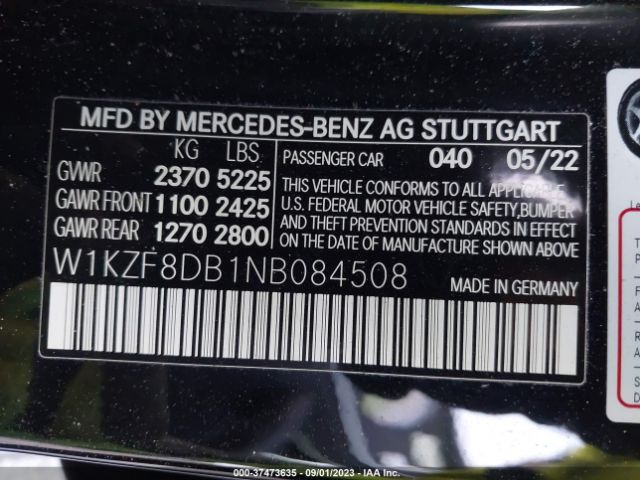 MFD BY MERCEDES-BENZ AG STUTTGART
KG LBS
GVWR 2370 5225
GAWR FRONT 1100 2425
GAWR REAR 1270 2800
PASSENGER CAR 040 05/22
THIS VEHICLE CONFORMS TO ALL APPLICABLE
U.S. FEDERAL MOTOR VEHICLE SAFETY,BUMPER
AND THEFT PREVENTION STANDARDS IN EFFECT
ON THE DATE OF MANUFACTURE SHOWN ABOVE
W1KZF8DB1NB084508 MADE IN GERMANY
000-37473635 - 09/01/2023 - IAA Inc.